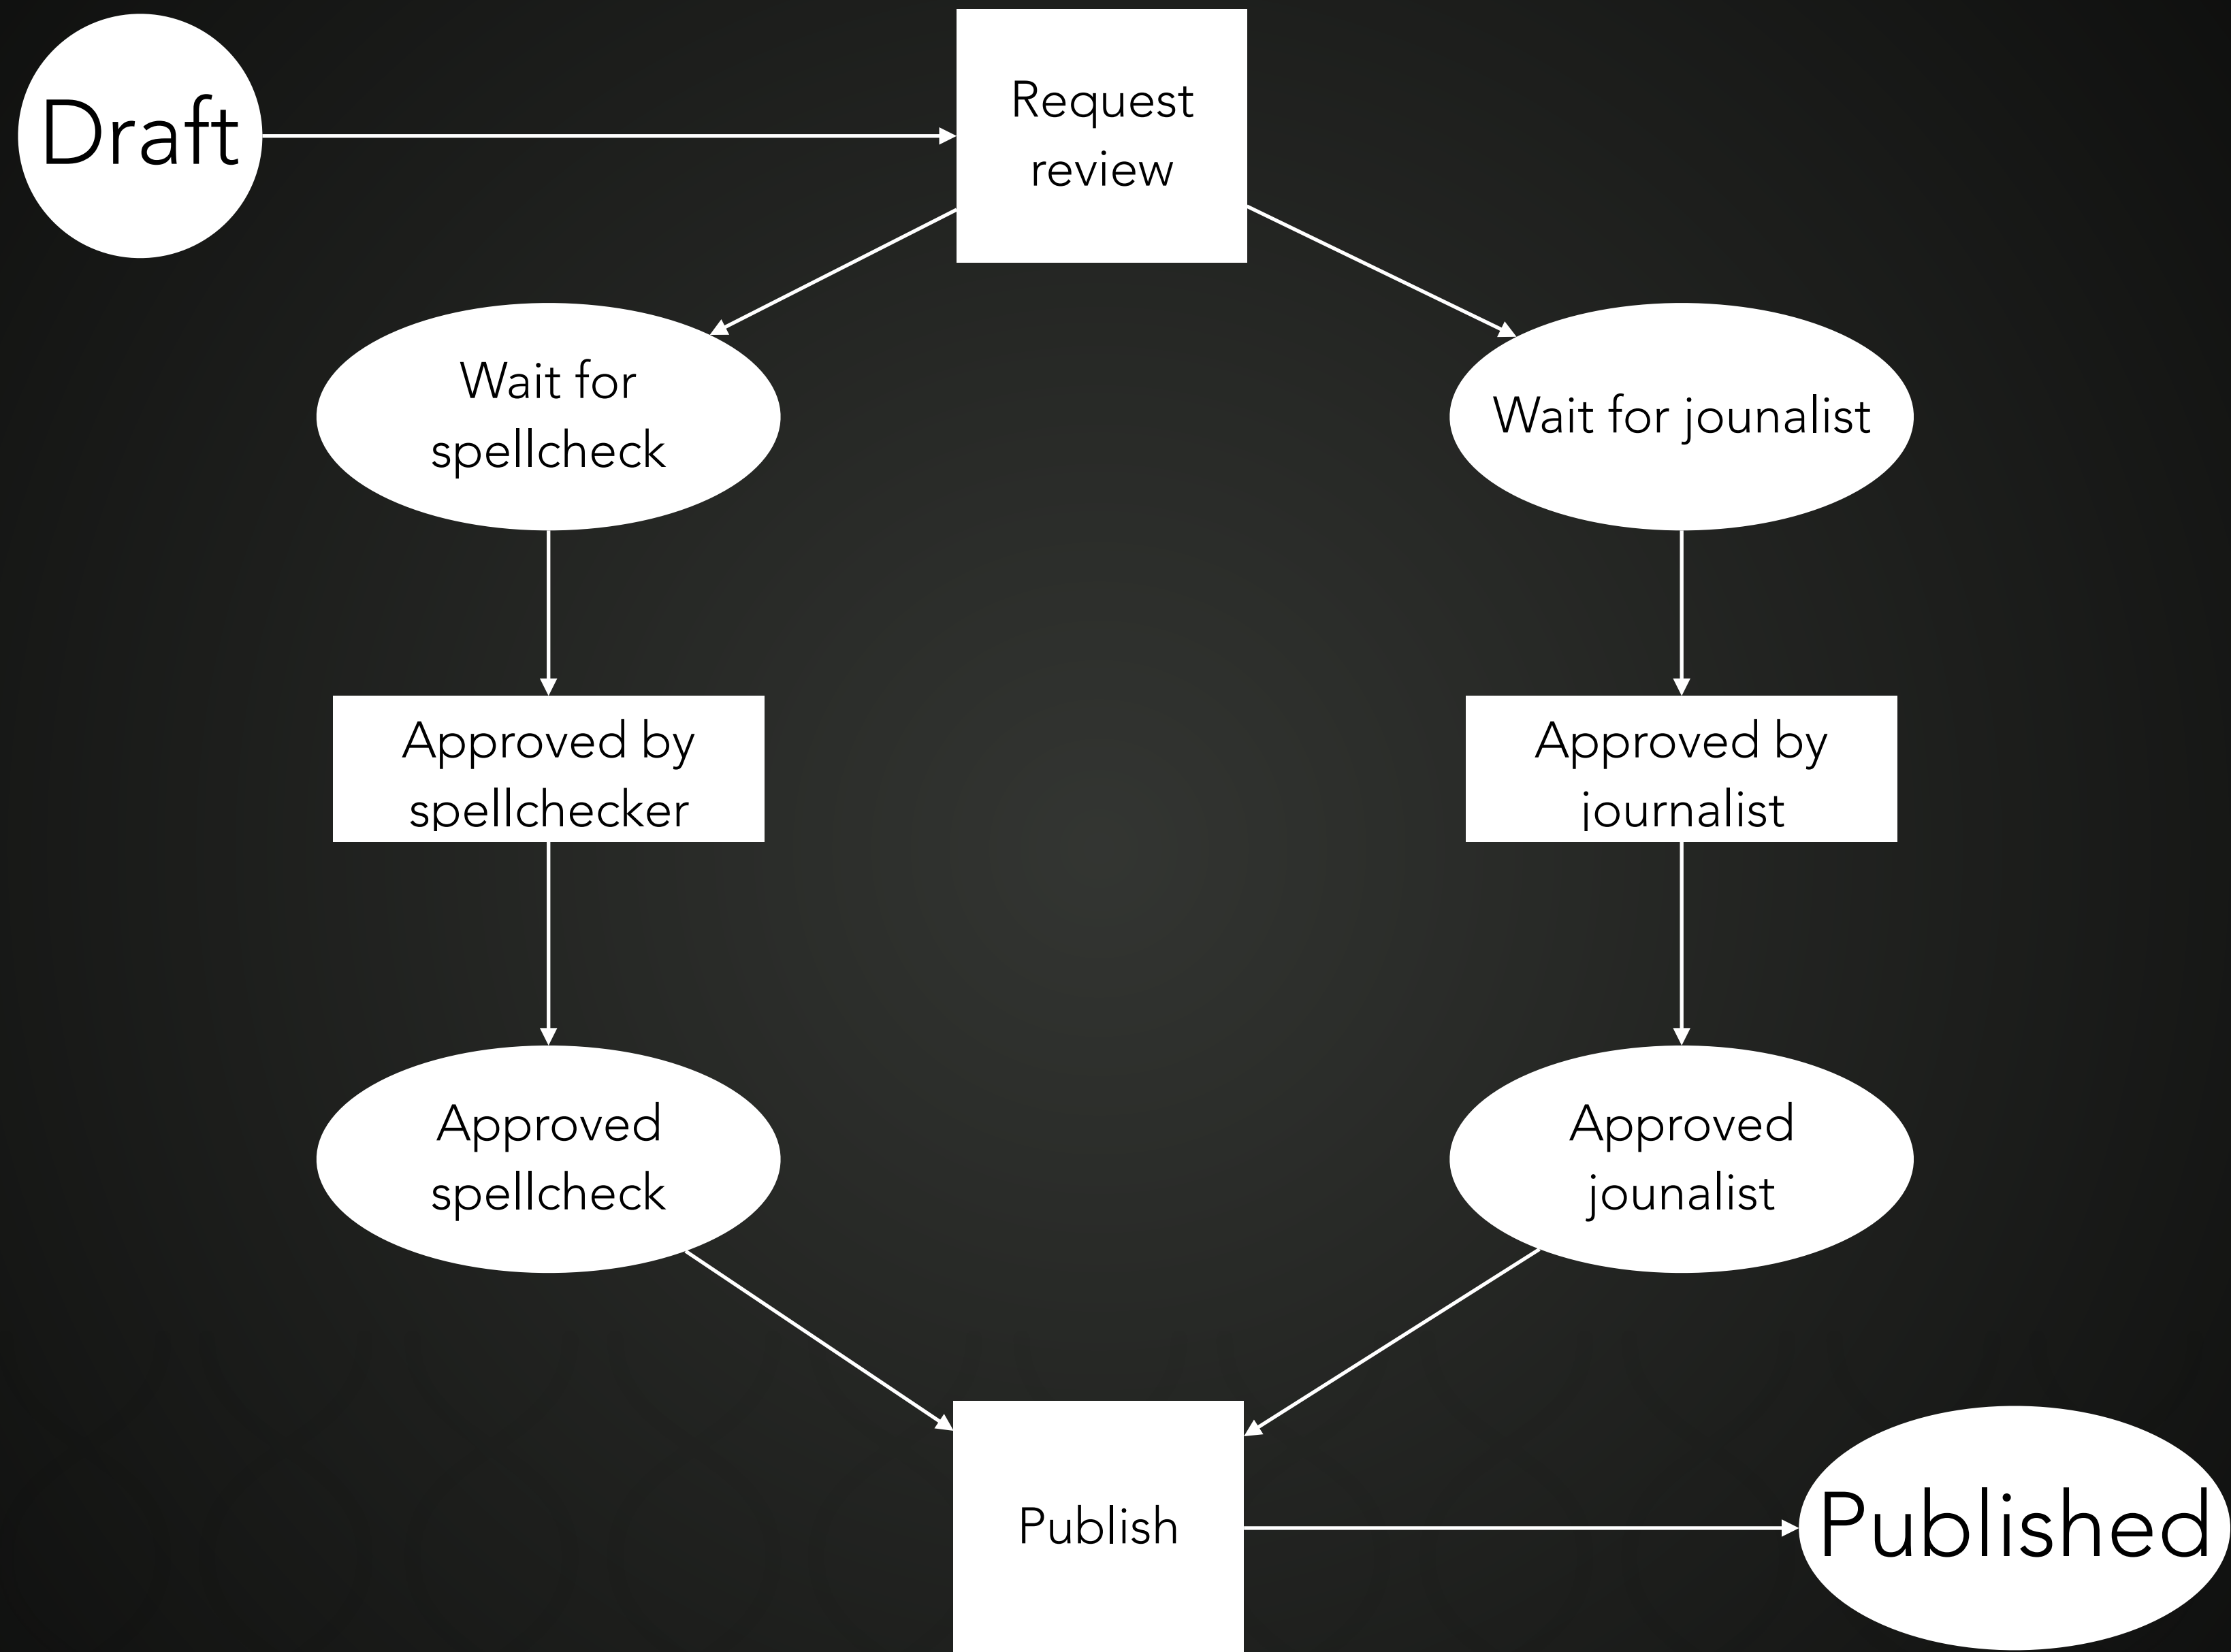 Draft
Request
review
Wait for
spellcheck
Wait for jounalist
Approved by
spellchecker
Approved by
journalist
Approved
spellcheck
Approved
jounalist
Publish
Published